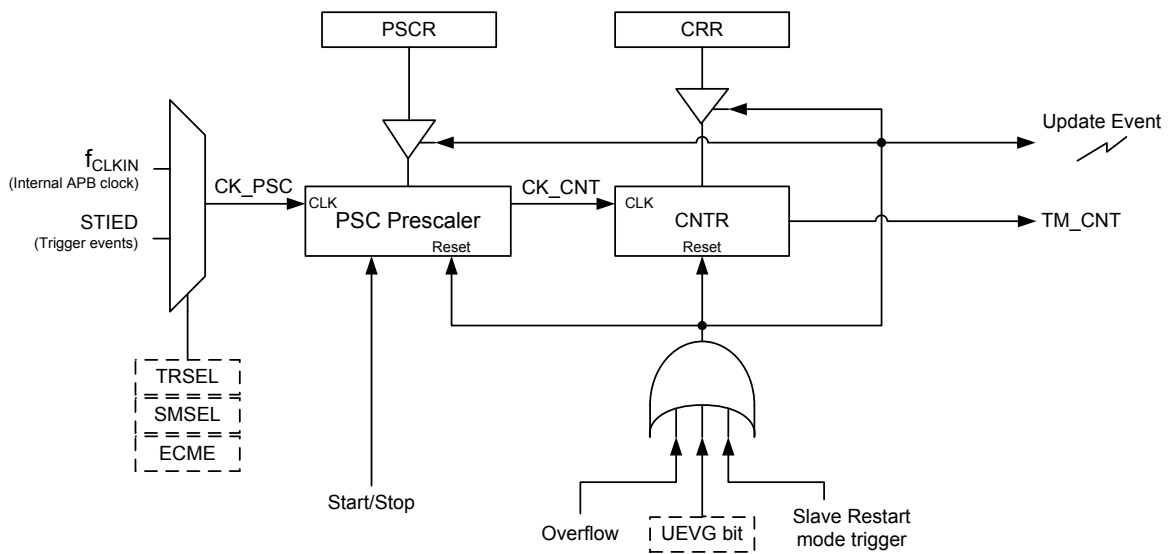 PSCR
CRR
fCLKIN
(Internal APB clock)
STIED
(Trigger events)
CK_PSC
CLK
PSC Prescaler
Reset
CK_CNT
CLK
CNTR
Reset
Update Event
TM_CNT
TRSEL
SMSEL
ECME
Start/Stop
Overflow
UEVG bit
Slave Restart
mode trigger